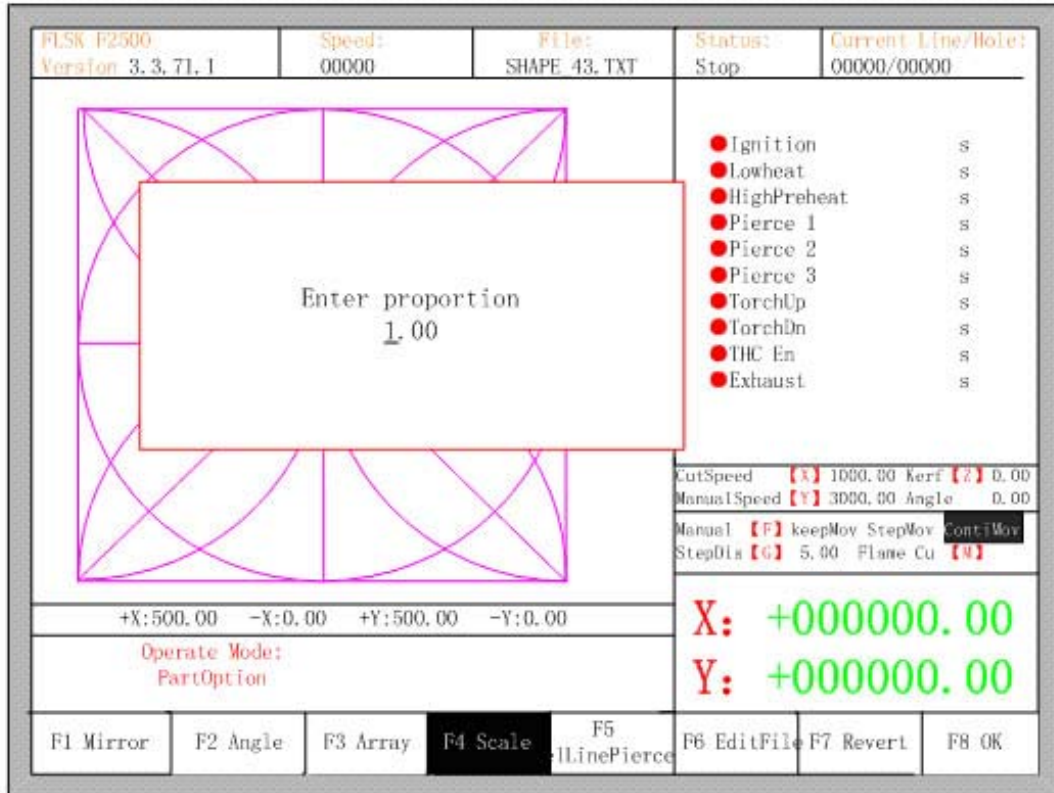 FLSK F2500
Version 3.3.71.1
Speed:
00000
File:
SHAPE 43.TXT
Status:
Stop
Current Line/Hole:
00000/00000
Enter proportion
1.00
Ignition s
Lowheat s
HighPreheat s
Pierce 1 s
Pierce 2 s
Pierce 3 s
TorchUp s
TorchDn s
THC En s
Exhaust s
CutSpeed 【X】 1000.00 Kerf 【Z】 0.00
ManualSpeed 【Y】 3000.00 Angle 0.00
Manual 【F】 keepMov StepMov ContiMov
StepDis 【G】 5.00 Flame Cu 【M】
+X:500.00 -X:0.00 +Y:500.00 -Y:0.00
Operate Mode:
PartOption
X: +000000.00
Y: +000000.00
F1 Mirror
F2 Angle
F3 Array
F4 Scale
F5
elLinePierce
F6 EditFile
F7 Revert
F8 OK